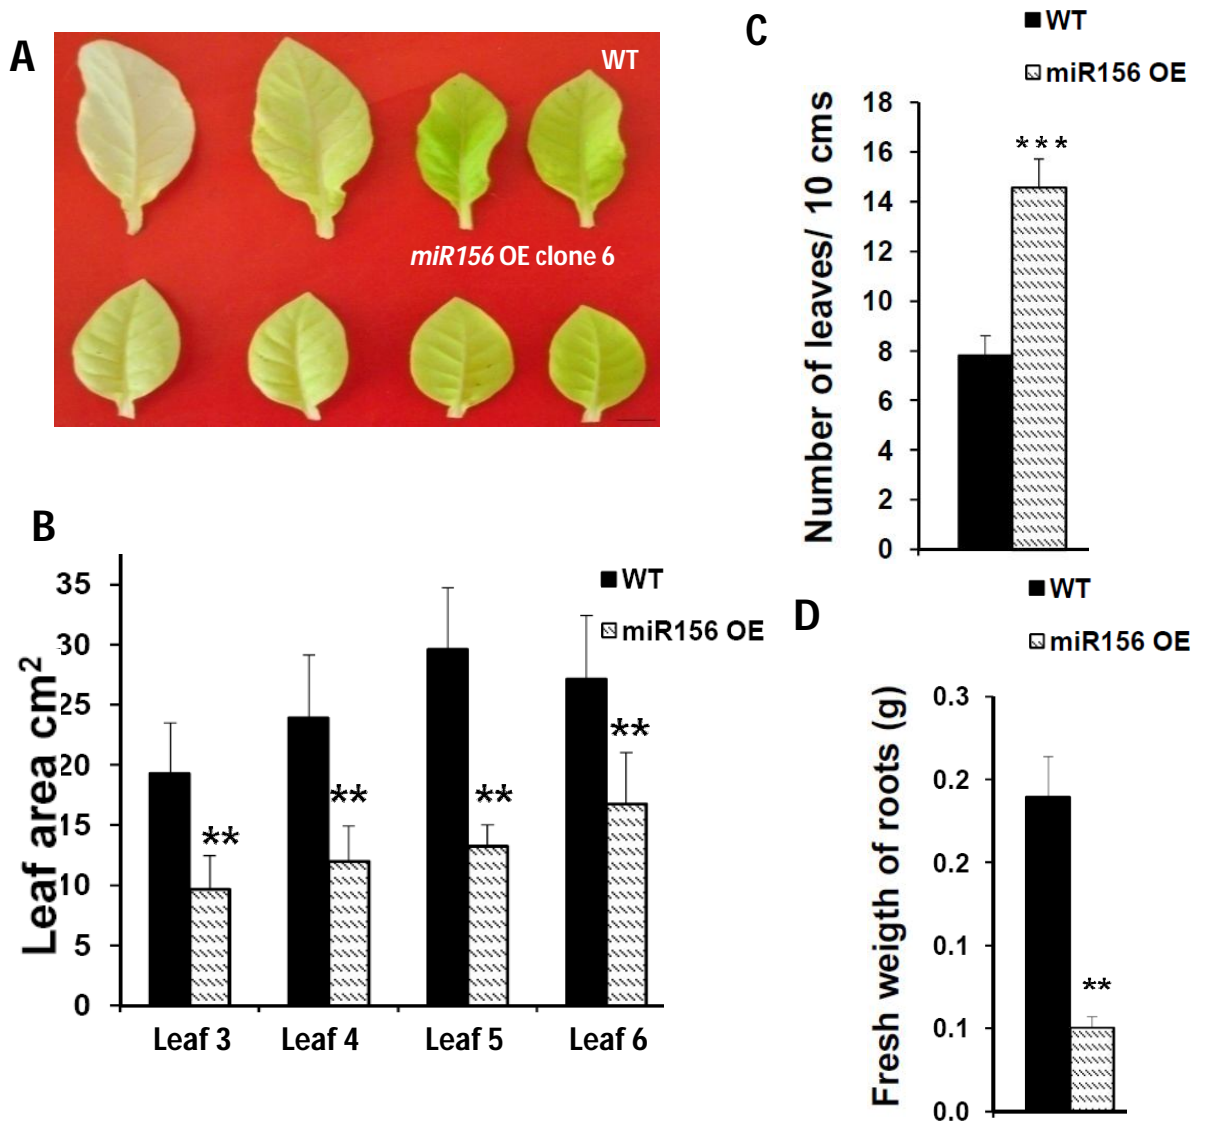 A
WT
miR156 OE clone 6
B
WT
miR156 OE
**
**
**
**
Leaf area cm²
35
30
25
20
15
10
5
0
Leaf 3
Leaf 4
Leaf 5
Leaf 6
C
WT
miR156 OE
***
Number of leaves/ 10 cms
18
16
14
12
10
8
6
4
2
0
D
WT
miR156 OE
**
Fresh weigth of roots (g)
0.3
0.2
0.2
0.1
0.1
0.0